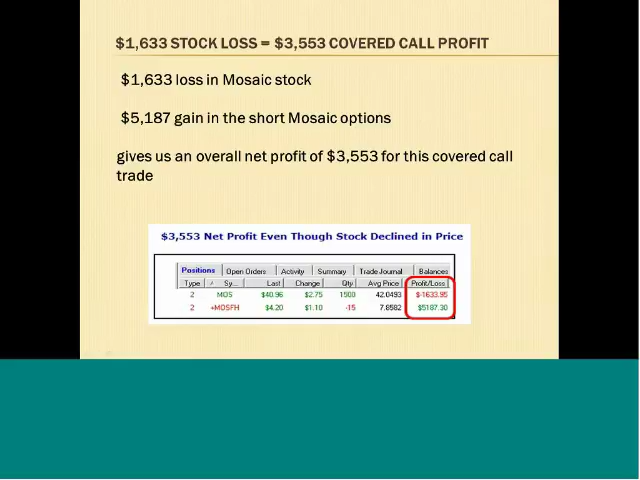 $1,633 STOCK LOSS = $3,553 COVERED CALL PROFIT
$1,633 loss in Mosaic stock
$5,187 gain in the short Mosaic options
gives us an overall net profit of $3,553 for this covered call
trade
$3,553 Net Profit Even Though Stock Declined in Price
Positions Open Orders Activity Summary Trade Journal Balances
Type Sy... Last Change Qty Avg Price Profit/Loss
2 MOS $40.96 $2.75 1500 42.0493 $-1633.95
2 +MOSFH $4.20 $1.10 -15 7.6582 $5187.30